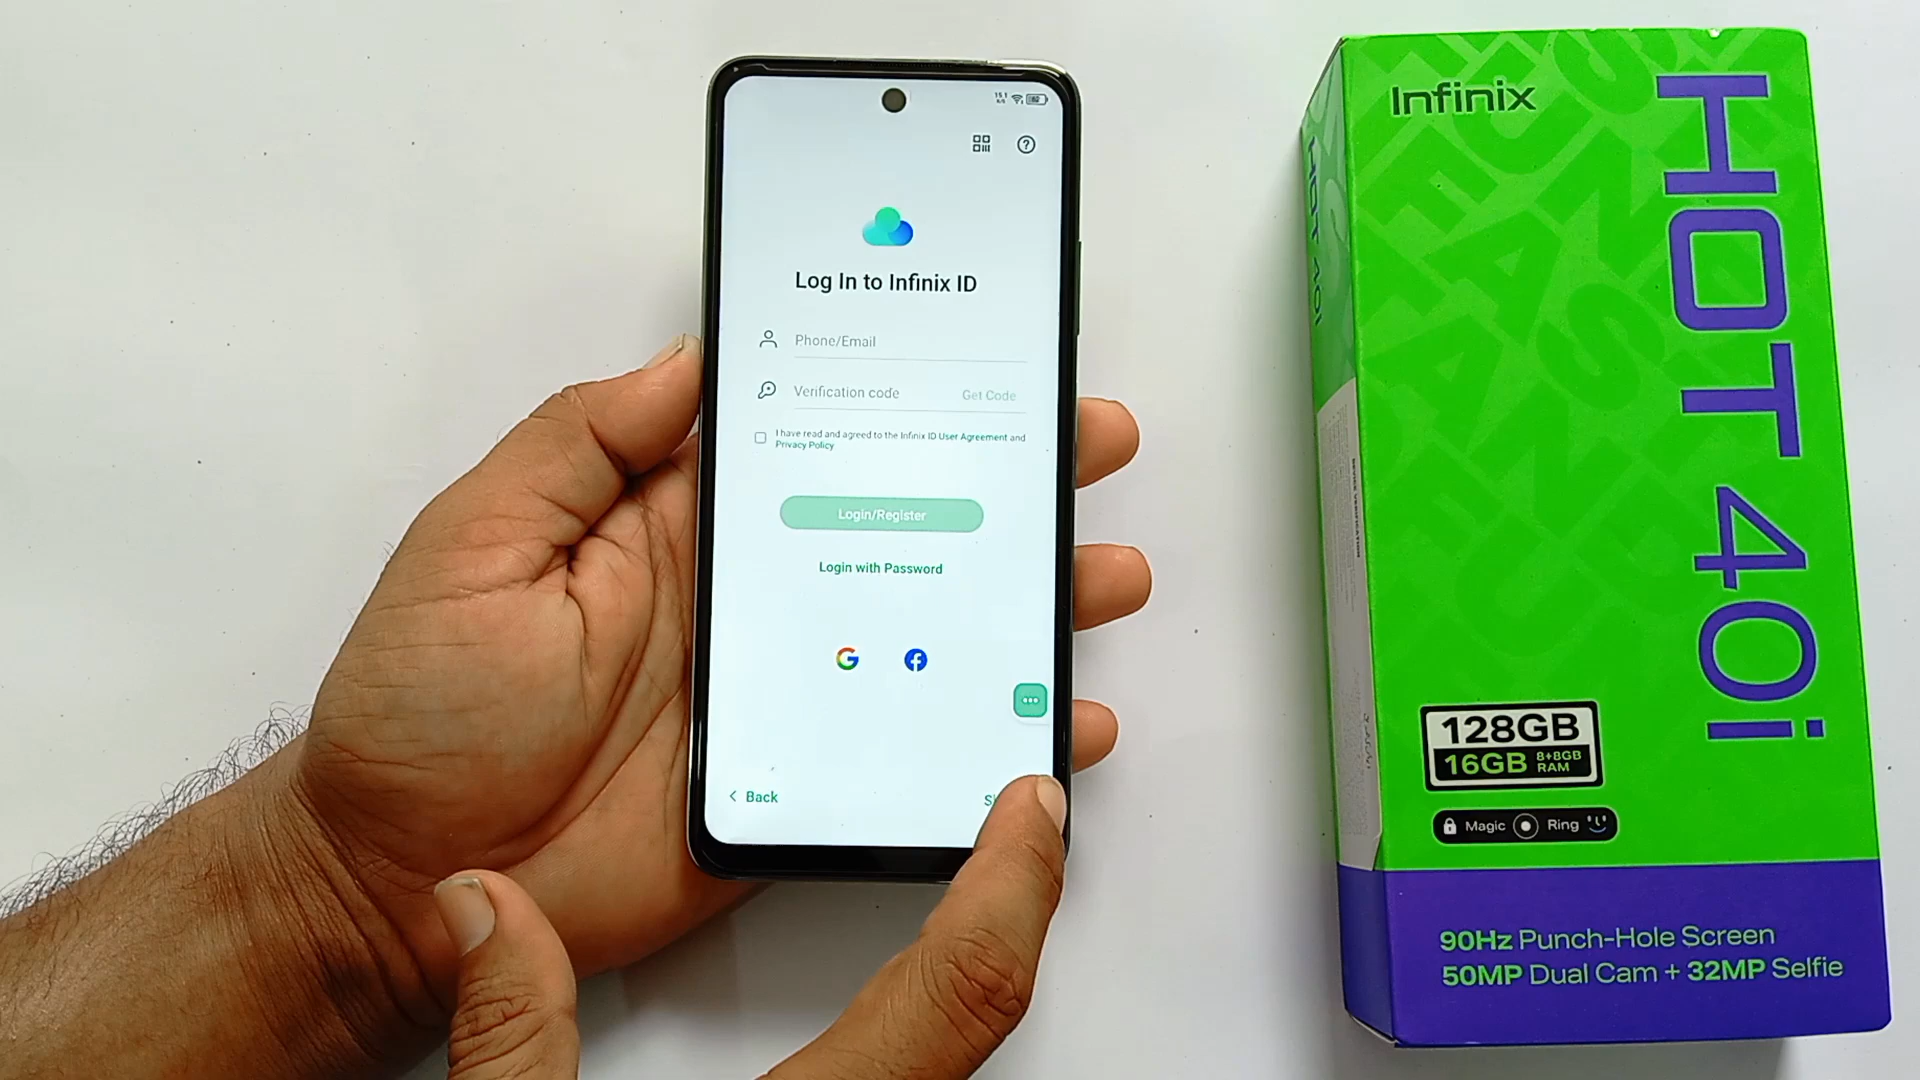 Log In to Infinix ID
Phone/Email
Verification code
Get Code
I have read and agreed to the Infinix ID User Agreement and
Privacy Policy
Login/Register
Login with Password
Back
Infinix
HOT 40i
128GB
16GB 8+8GB
RAM
Magic Ring
90Hz Punch-Hole Screen
50MP Dual Cam + 32MP Selfie
HOT 40i